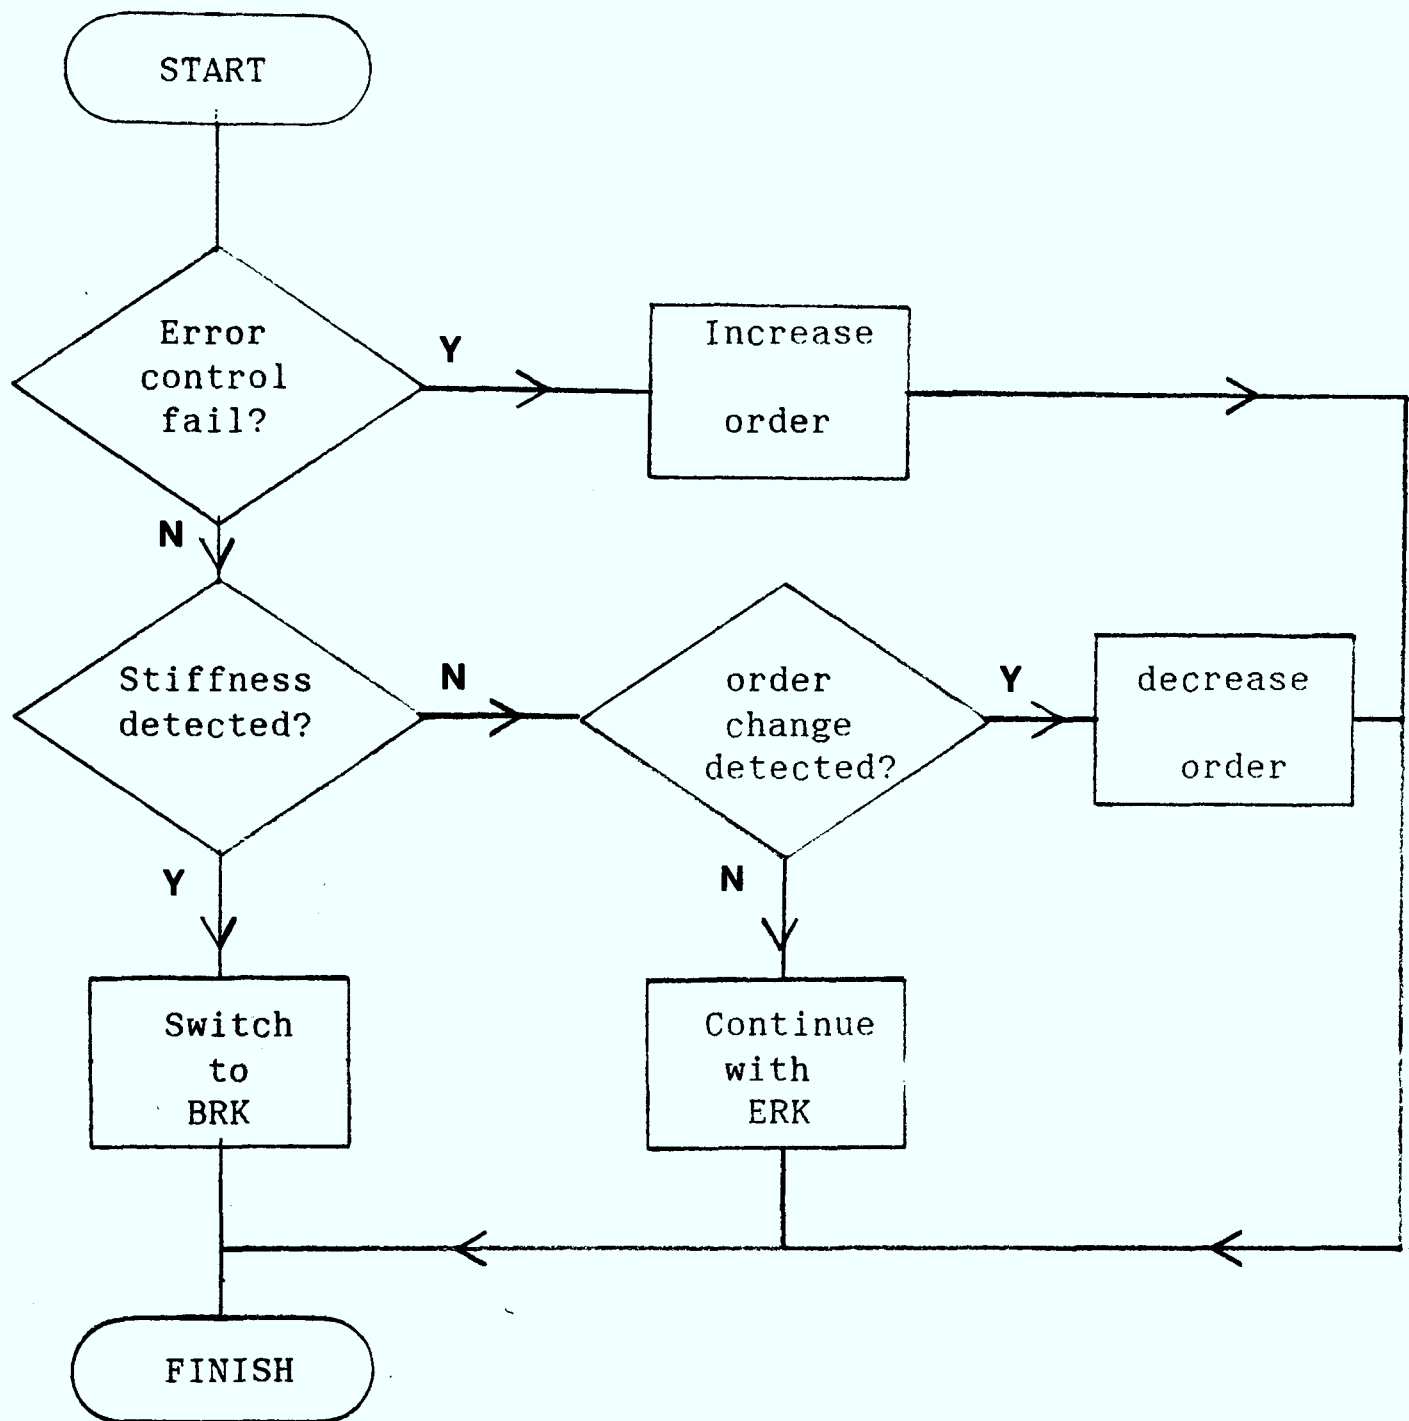 START
Error
control
fail?
Y
Increase
order
N
Stiffness
detected?
N
order
change
detected?
Y
decrease
order
Y
N
Switch
to
BRK
Continue
with
ERK
FINISH